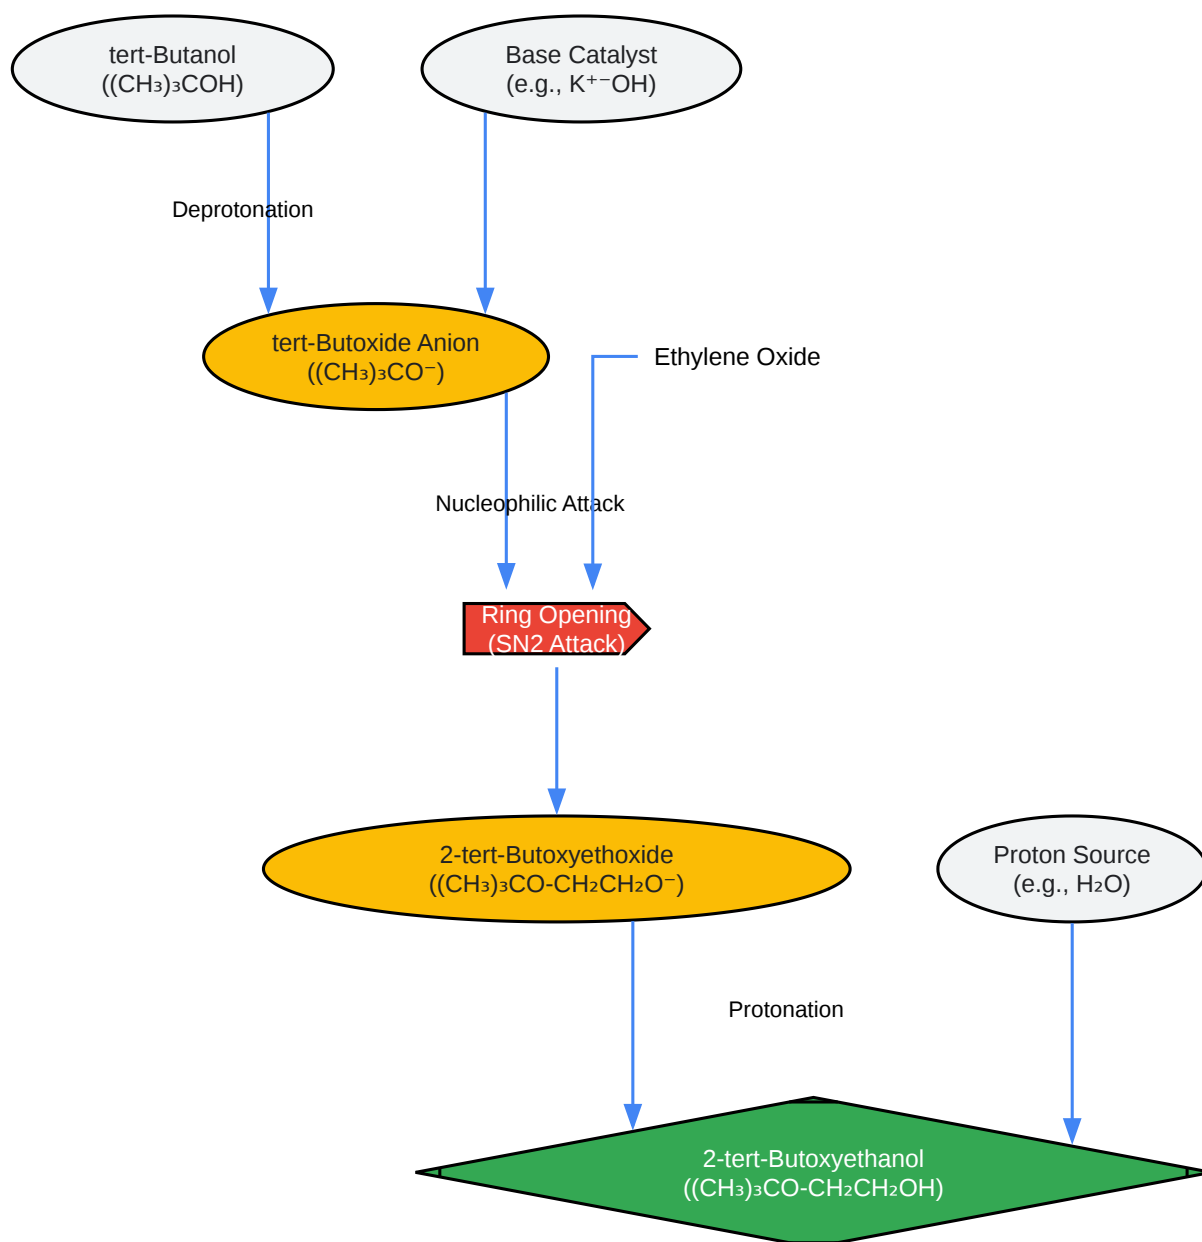 tert-Butanol
((CH₃)₃COH)
Base Catalyst
(e.g., K⁺⁻OH)
Deprotonation
tert-Butoxide Anion
((CH₃)₃CO⁻)
Ethylene Oxide
Nucleophilic Attack
Ring Opening
(SN2 Attack)
2-tert-Butoxyethoxide
((CH₃)₃CO-CH₂CH₂O⁻)
Proton Source
(e.g., H₂O)
Protonation
2-tert-Butoxyethanol
((CH₃)₃CO-CH₂CH₂OH)